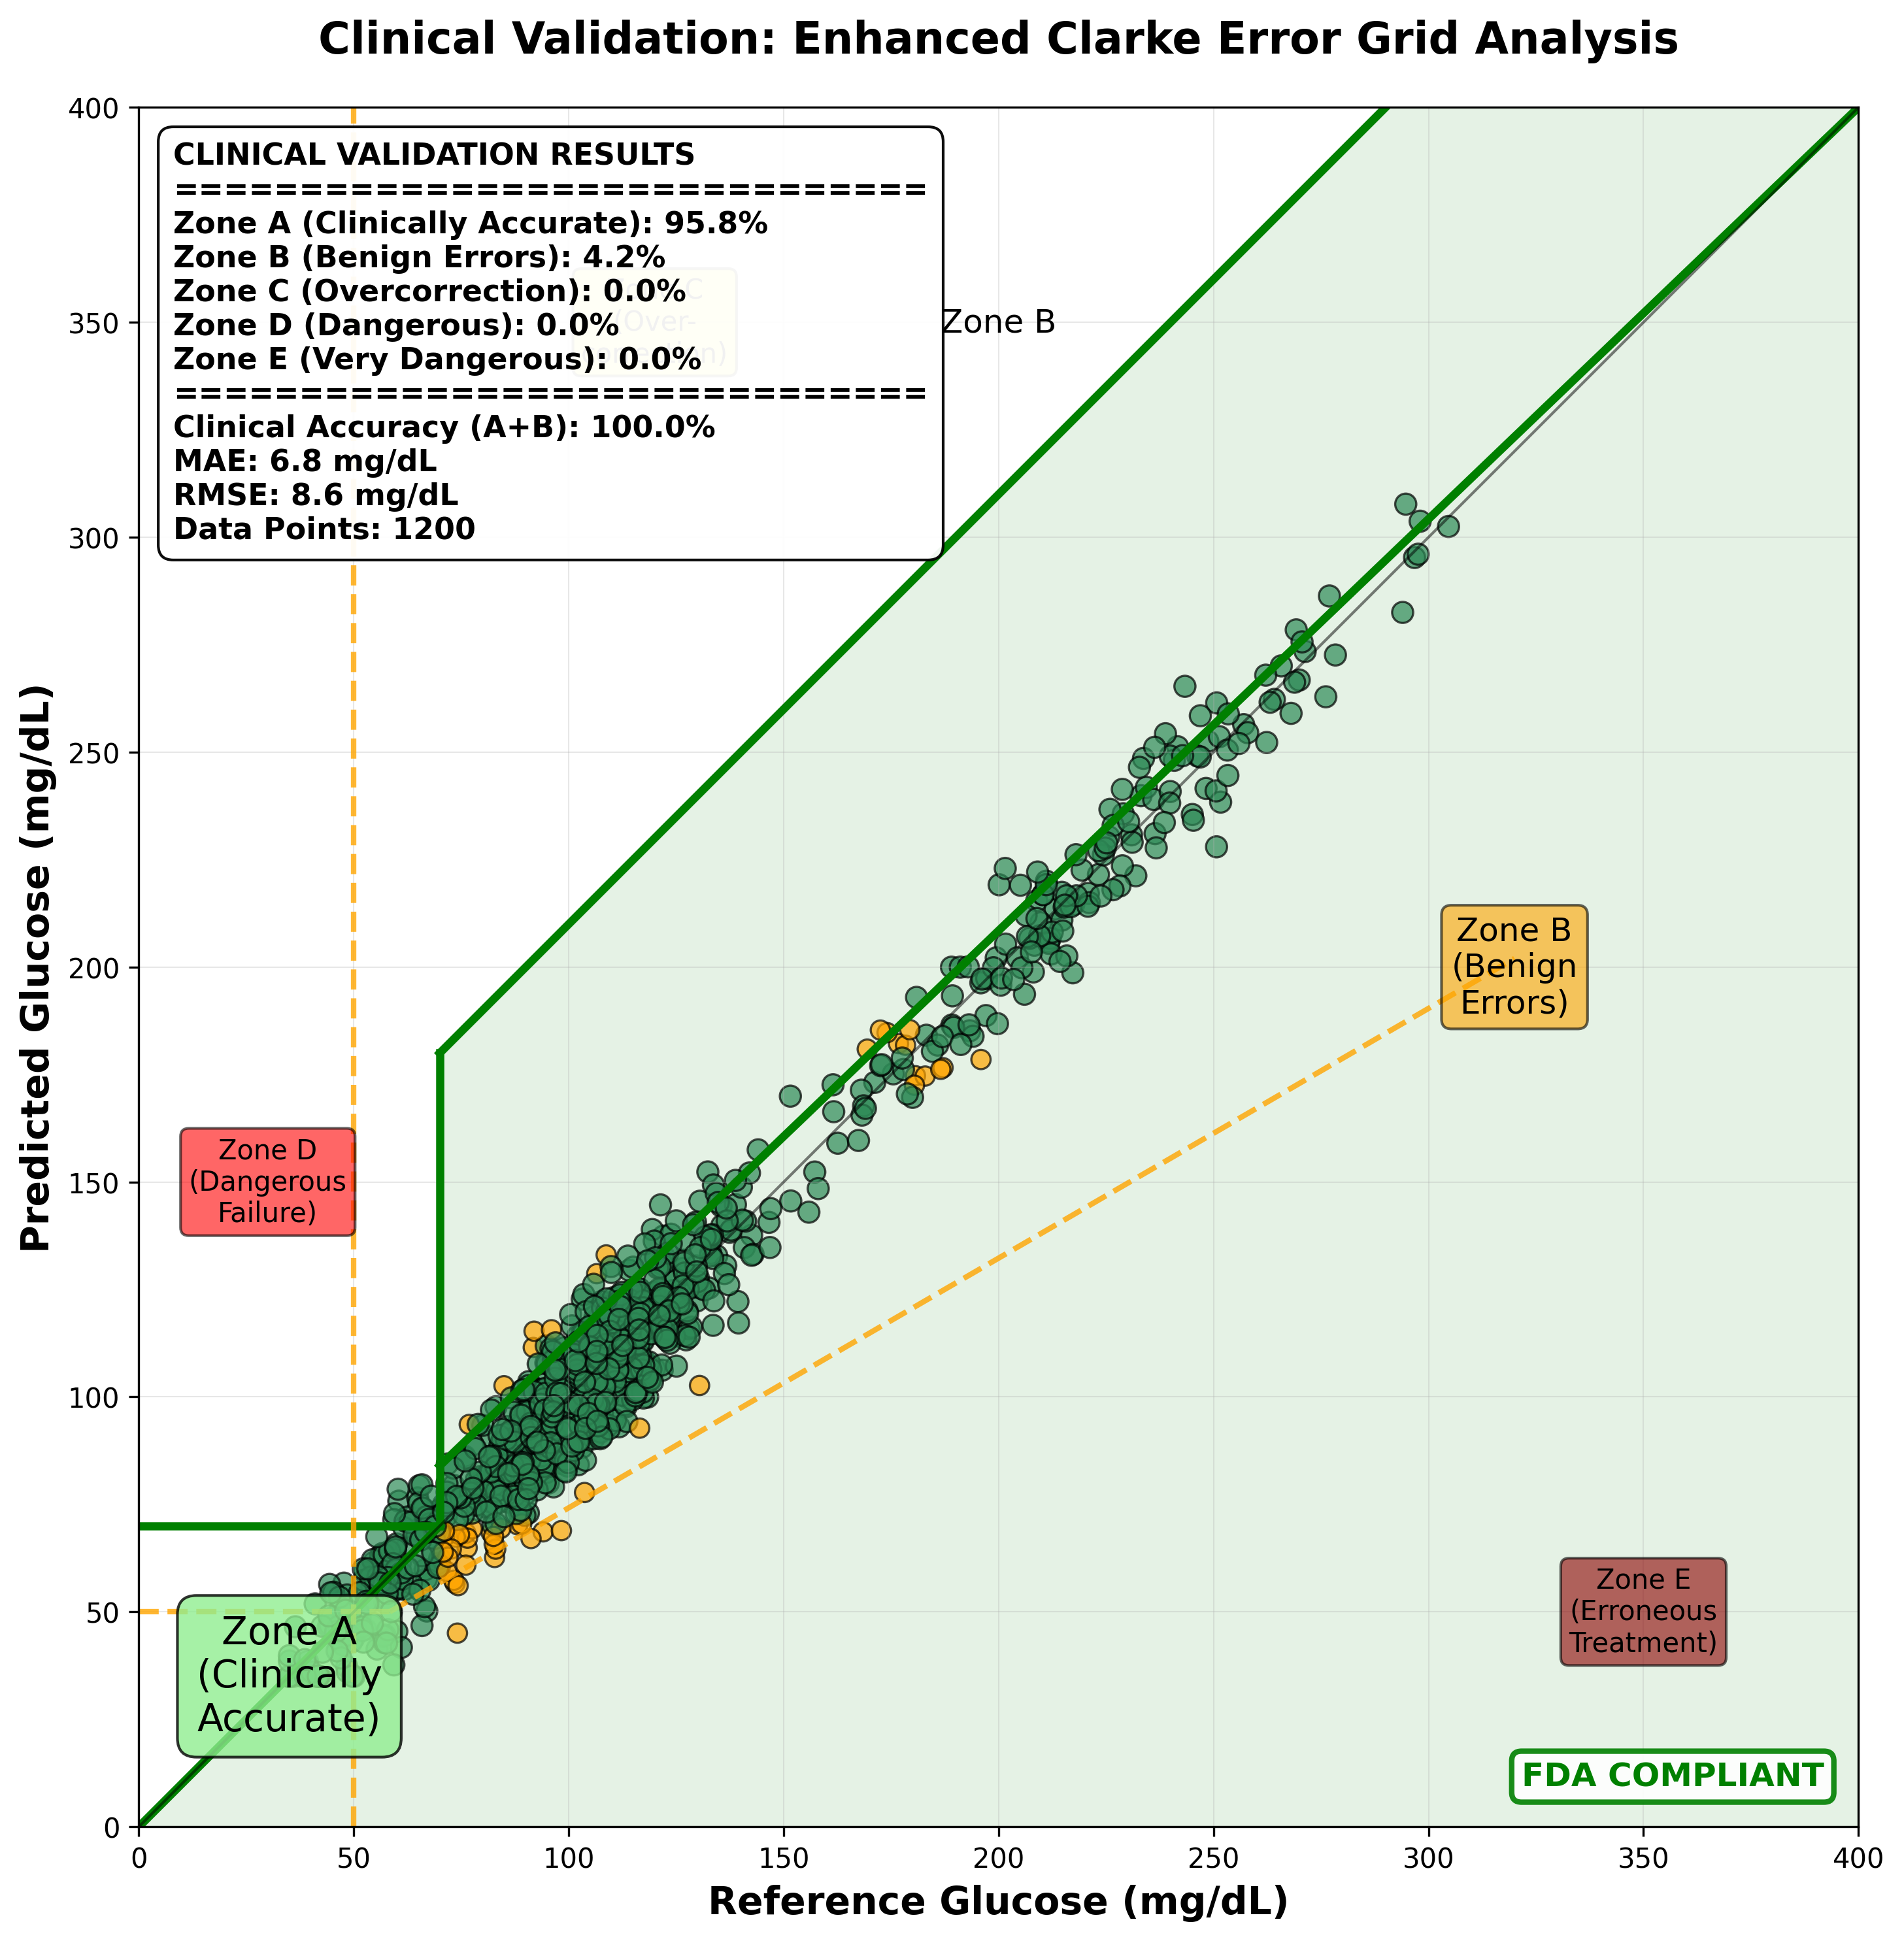 Clinical Validation: Enhanced Clarke Error Grid Analysis
400
350
300
250
200
150
100
50
0
Predicted Glucose (mg/dL)
CLINICAL VALIDATION RESULTS
==============================
Zone A (Clinically Accurate): 95.8%
Zone B (Benign Errors): 4.2%
Zone C (Overcorrection): 0.0%
Zone D (Dangerous): 0.0%
Zone E (Very Dangerous): 0.0%
==============================
Clinical Accuracy (A+B): 100.0%
MAE: 6.8 mg/dL
RMSE: 8.6 mg/dL
Data Points: 1200
C
(Over-
Zone B
Zone B
(Benign
Errors)
Zone D
(Dangerous
Failure)
Zone E
(Erroneous
Treatment)
Zone A
(Clinically
Accurate)
FDA COMPLIANT
0
50
100
150
200
250
300
350
400
Reference Glucose (mg/dL)